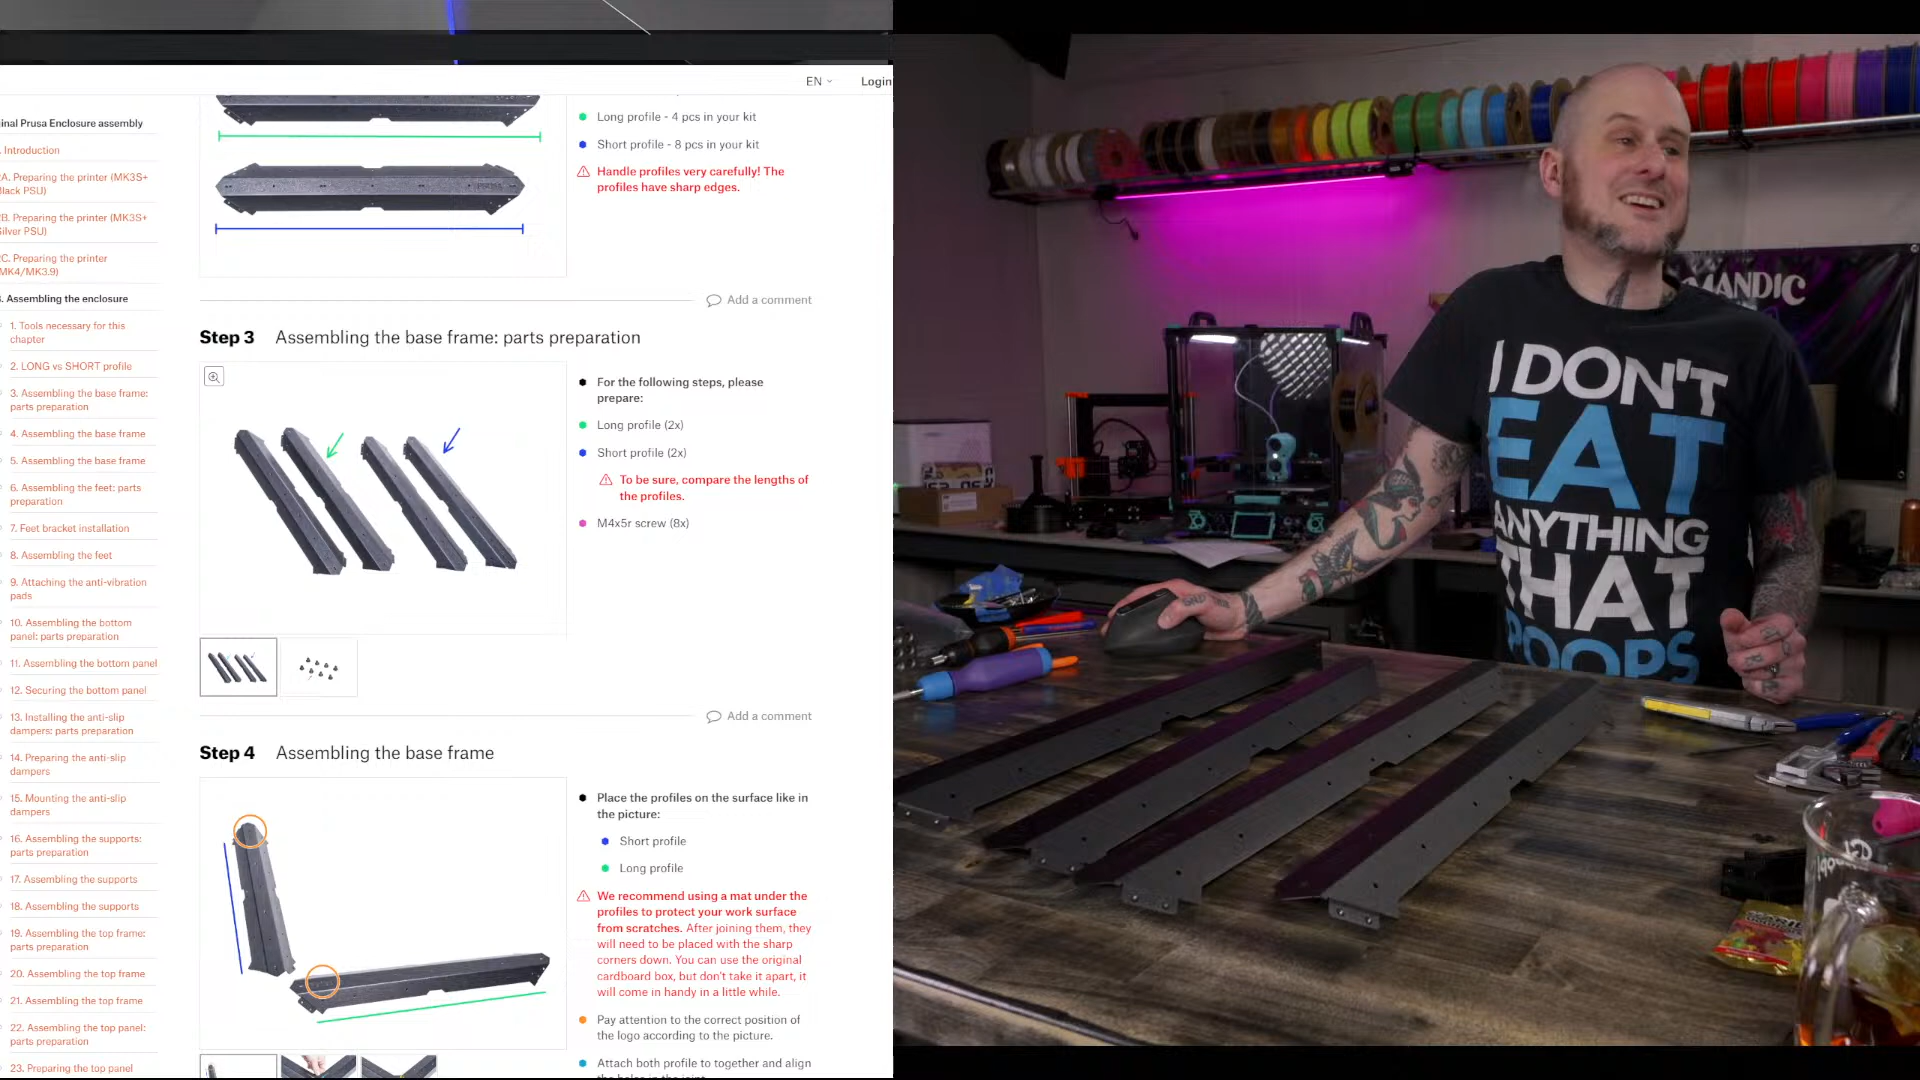 EN
Login
inal Prusa Enclosure assembly
Introduction
A. Preparing the printer (MK3S+
lack PSU)
B. Preparing the printer (MK3S+
ilver PSU)
C. Preparing the printer
MK4/MK3.9)
. Assembling the enclosure
1. Tools necessary for this
chapter
2. LONG vs SHORT profile
3. Assembling the base frame:
parts preparation
4. Assembling the base frame
5. Assembling the base frame
6. Assembling the feet: parts
preparation
7. Feet bracket installation
8. Assembling the feet
9. Attaching the anti-vibration
pads
10. Assembling the bottom
panel: parts preparation
11. Assembling the bottom panel
12. Securing the bottom panel
13. Installing the anti-slip
dampers: parts preparation
14. Preparing the anti-slip
dampers
15. Mounting the anti-slip
dampers
16. Assembling the supports:
parts preparation
17. Assembling the supports
18. Assembling the supports
19. Assembling the top frame:
parts preparation
20. Assembling the top frame
21. Assembling the top frame
22. Assembling the top panel:
parts preparation
23. Preparing the top panel
Long profile - 4 pcs in your kit
Short profile - 8 pcs in your kit
Handle profiles very carefully! The
profiles have sharp edges.
Add a comment
Step 3 Assembling the base frame: parts preparation
For the following steps, please
prepare:
Long profile (2x)
Short profile (2x)
To be sure, compare the lengths of
the profiles.
M4x5r screw (8x)
Add a comment
Step 4 Assembling the base frame
Place the profiles on the surface like in
the picture:
Short profile
Long profile
We recommend using a mat under the
profiles to protect your work surface
from scratches. After joining them, they
will need to be placed with the sharp
corners down. You can use the original
cardboard box, but don't take it apart, it
will come in handy in a little while.
Pay attention to the correct position of
the logo according to the picture.
Attach both profile to together and align
MANDIC
I DON'T
EAT
ANYTHING
THAT
POOPS